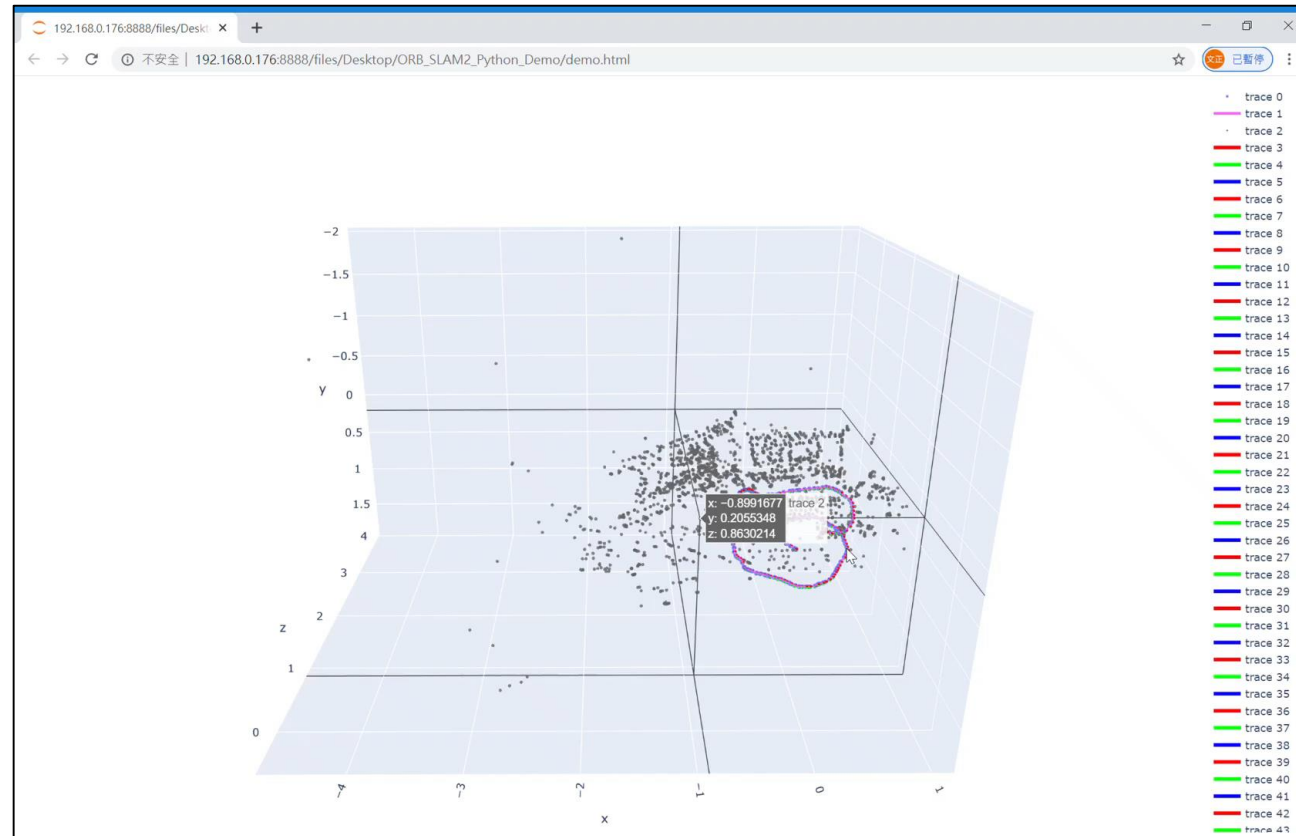 192.168.0.176:8888/files/Deskt
不安全 | 192.168.0.176:8888/files/Desktop/ORB_SLAM2_Python_Demo/demo.html
文正 已暫停
trace 0
trace 1
trace 2
trace 3
trace 4
trace 5
trace 6
trace 7
trace 8
trace 9
trace 10
trace 11
trace 12
trace 13
trace 14
trace 15
trace 16
trace 17
trace 18
trace 19
trace 20
trace 21
trace 22
trace 23
trace 24
trace 25
trace 26
trace 27
trace 28
trace 29
trace 30
trace 31
trace 32
trace 33
trace 34
trace 35
trace 36
trace 37
trace 38
trace 39
trace 40
trace 41
trace 42
trace 43
−2
−1.5
−1
−0.5
y 0
0.5
1
1.5
4
3
2
z
1
0
x: −0.8991677 trace 2
y: 0.2055348
z: 0.8630214
−4 −3 −2 −1 0 1
x